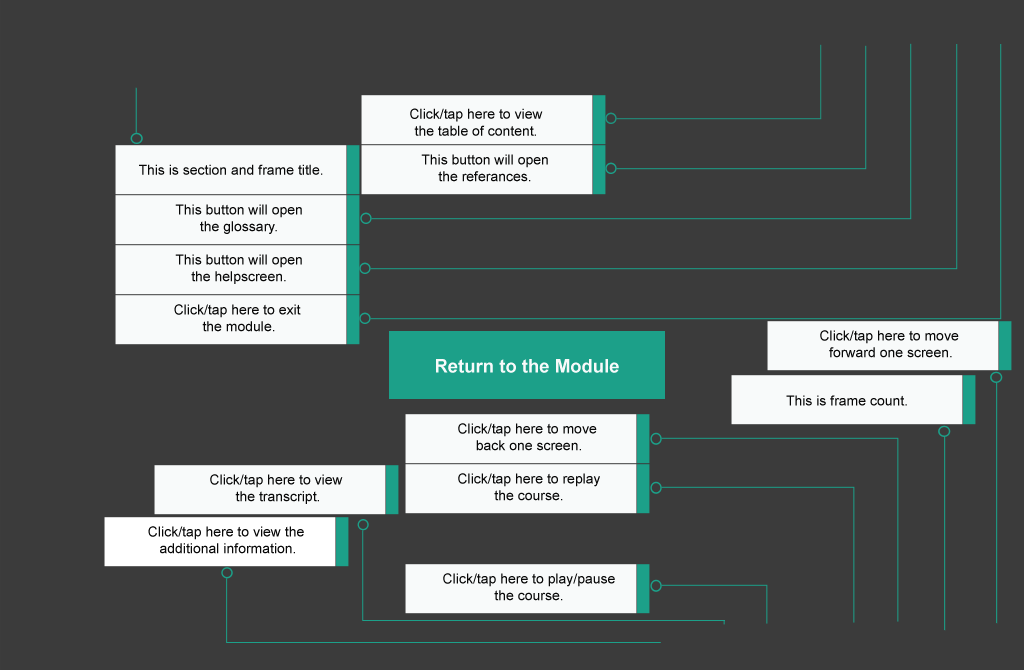 Click/tap here to view
the table of content.
This button will open
the referances.
This is section and frame title.
This button will open
the glossary.
This button will open
the helpscreen.
Click/tap here to exit
the module.
Click/tap here to move
forward one screen.
Return to the Module
This is frame count.
Click/tap here to move
back one screen.
Click/tap here to replay
the course.
Click/tap here to view
the transcript.
Click/tap here to view the
additional information.
Click/tap here to play/pause
the course.